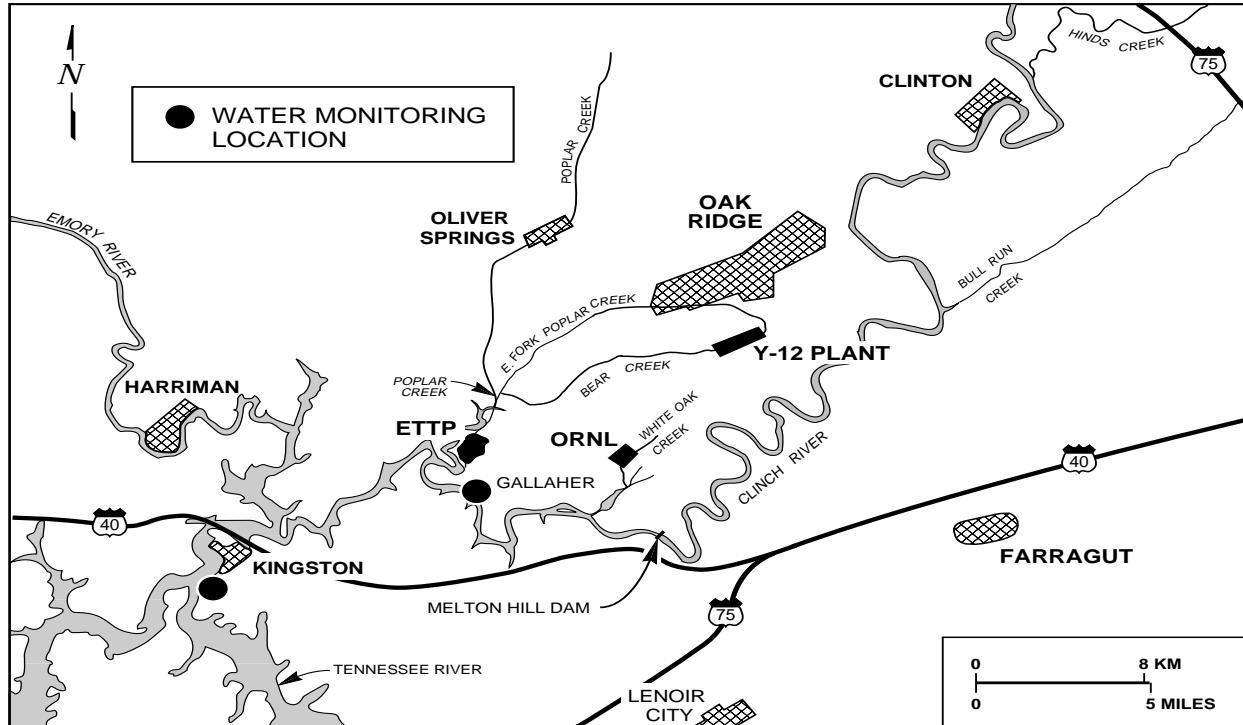 N
WATER MONITORING
LOCATION
HINDS CREEK
75
CLINTON
POPLAR CREEK
EMORY RIVER
OLIVER
SPRINGS
OAK
RIDGE
BULL RUN
CREEK
E. FORK POPLAR CREEK
Y-12 PLANT
BEAR CREEK
POPLAR
CREEK
HARRIMAN
ETTP
ORNL
WHITE OAK
CREEK
GALLAHER
CLINCH RIVER
40
40
KINGSTON
FARRAGUT
MELTON HILL DAM
75
TENNESSEE RIVER
LENOIR
CITY
0 8 KM
0 5 MILES